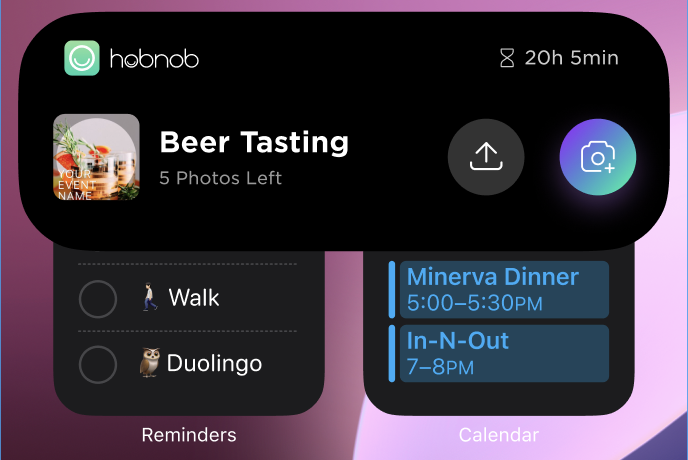 hobnob
20h 5min
YOUR
EVENT
NAME
Beer Tasting
5 Photos Left
Walk
Duolingo
Reminders
Minerva Dinner
5:00–5:30PM
In-N-Out
7–8PM
Calendar